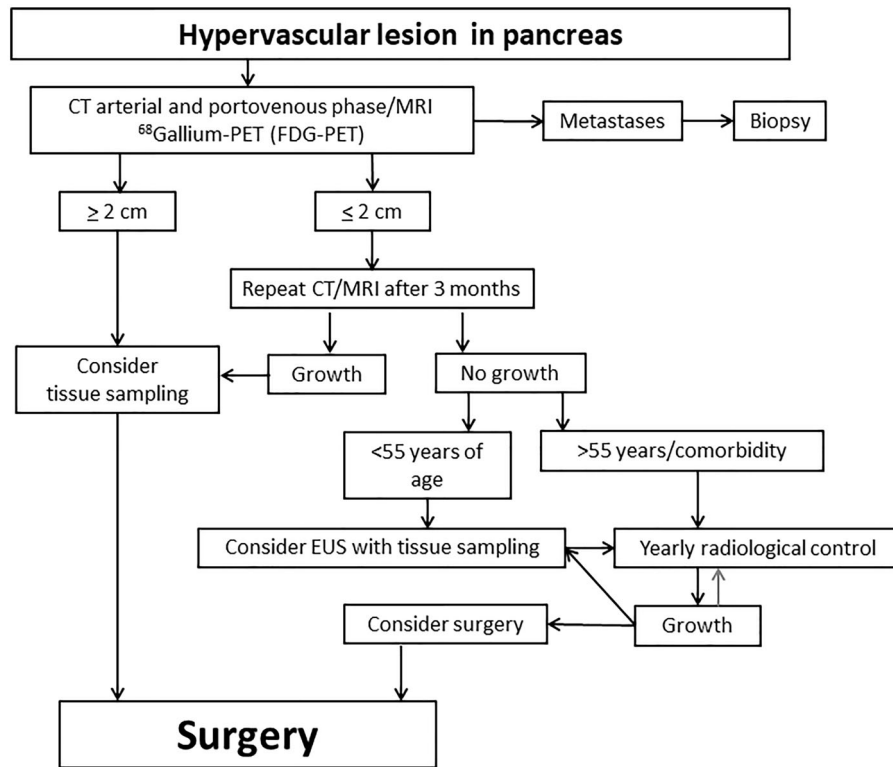 Hypervascular lesion in pancreas
CT arterial and portovenous phase/MRI
⁶⁸Gallium-PET (FDG-PET)
Metastases
Biopsy
≥ 2 cm
≤ 2 cm
Repeat CT/MRI after 3 months
Consider
tissue sampling
Growth
No growth
<55 years of
age
>55 years/comorbidity
Consider EUS with tissue sampling
Yearly radiological control
Consider surgery
Growth
Surgery